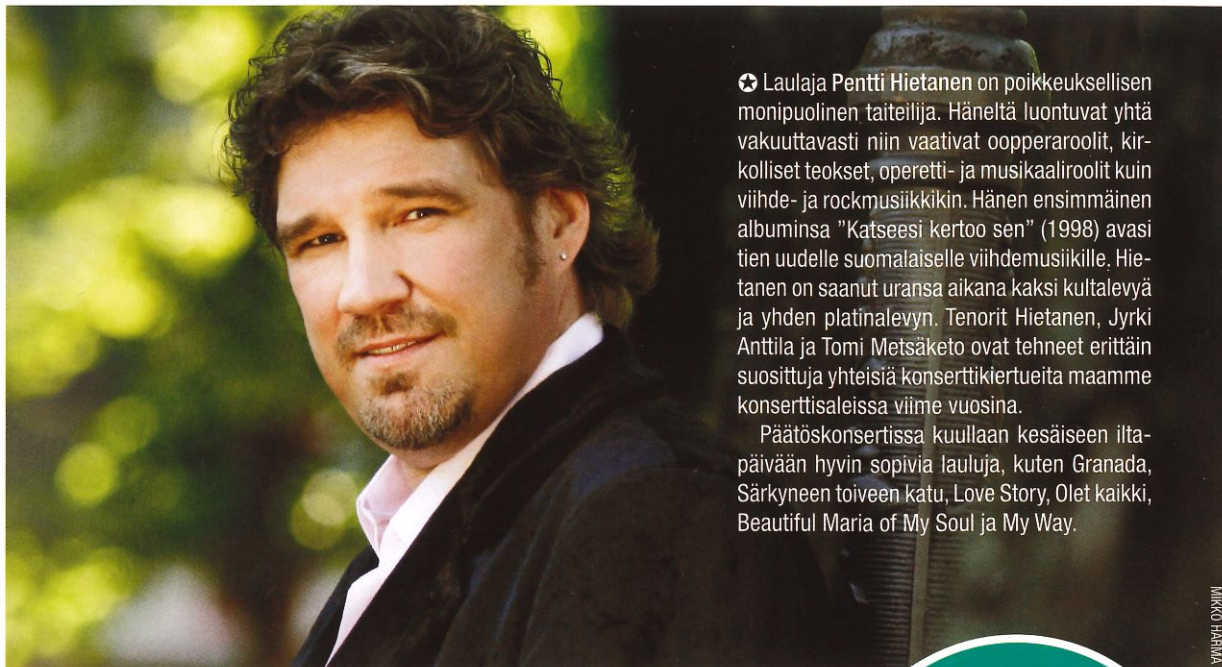 ✪ Laulaja Pentti Hietanen on poikkeuksellisen
monipuolinen taiteilija. Häneltä luontuvat yhtä
vakuuttavasti niin vaativat oopperaroolit, kir-
kolliset teokset, operetti- ja musikaaliroolit kuin
viihde- ja rockmusiikkikin. Hänen ensimmäinen
albuminsa ”Katseesi kertoo sen” (1998) avasi
tien uudelle suomalaiselle viihdemusiikille. Hie-
tanen on saanut uransa aikana kaksi kultalevyä
ja yhden platinalevyn. Tenorit Hietanen, Jyrki
Anttila ja Tomi Metsäketo ovat tehneet erittäin
suosittuja yhteisiä konserttikiertueita maamme
konserttisaleissa viime vuosina.
Päätöskonsertissa kuullaan kesäiseen ilta-
päivään hyvin sopivia lauluja, kuten Granada,
Särkyneen toiveen katu, Love Story, Olet kaikki,
Beautiful Maria of My Soul ja My Way.
MIKKO HARMA